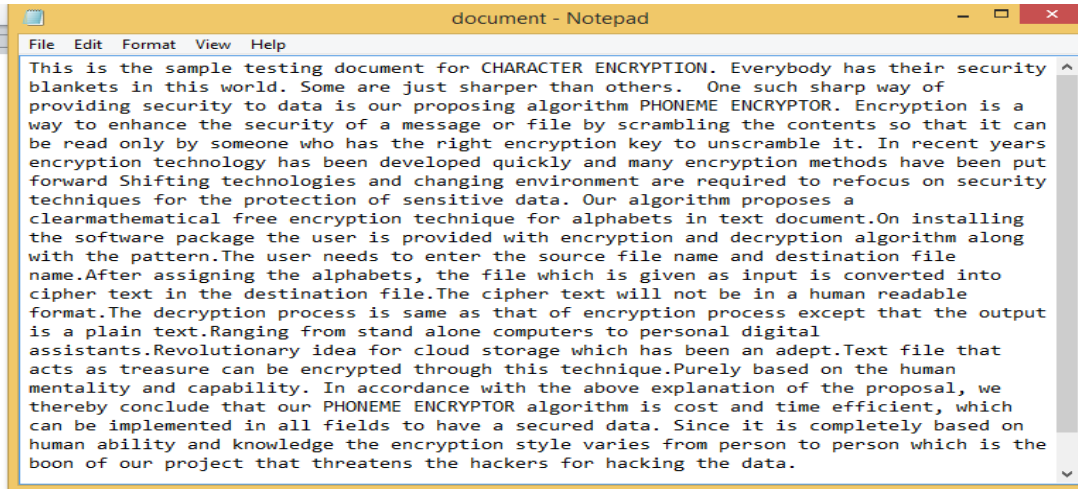 document - Notepad
File Edit Format View Help
This is the sample testing document for CHARACTER ENCRYPTION. Everybody has their security
blankets in this world. Some are just sharper than others.  One such sharp way of
providing security to data is our proposing algorithm PHONEME ENCRYPTOR. Encryption is a
way to enhance the security of a message or file by scrambling the contents so that it can
be read only by someone who has the right encryption key to unscramble it. In recent years
encryption technology has been developed quickly and many encryption methods have been put
forward Shifting technologies and changing environment are required to refocus on security
techniques for the protection of sensitive data. Our algorithm proposes a
clearmathematical free encryption technique for alphabets in text document.On installing
the software package the user is provided with encryption and decryption algorithm along
with the pattern.The user needs to enter the source file name and destination file
name.After assigning the alphabets, the file which is given as input is converted into
cipher text in the destination file.The cipher text will not be in a human readable
format.The decryption process is same as that of encryption process except that the output
is a plain text.Ranging from stand alone computers to personal digital
assistants.Revolutionary idea for cloud storage which has been an adept.Text file that
acts as treasure can be encrypted through this technique.Purely based on the human
mentality and capability. In accordance with the above explanation of the proposal, we
thereby conclude that our PHONEME ENCRYPTOR algorithm is cost and time efficient, which
can be implemented in all fields to have a secured data. Since it is completely based on
human ability and knowledge the encryption style varies from person to person which is the
boon of our project that threatens the hackers for hacking the data.